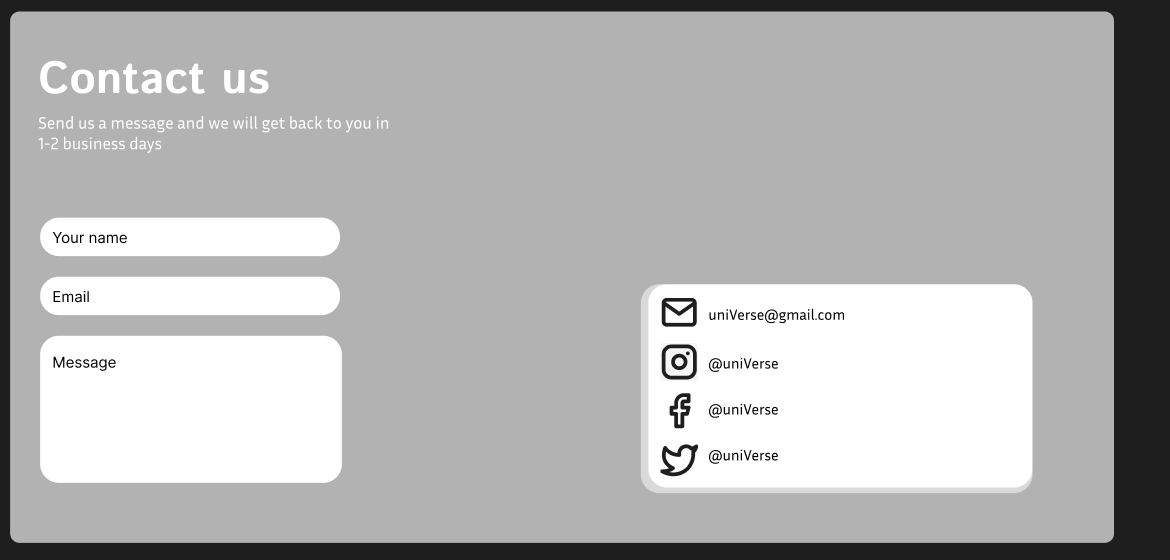 Contact us
Send us a message and we will get back to you in
1-2 business days
Your name
Email
Message
uniVerse@gmail.com
@uniVerse
@uniVerse
@uniVerse